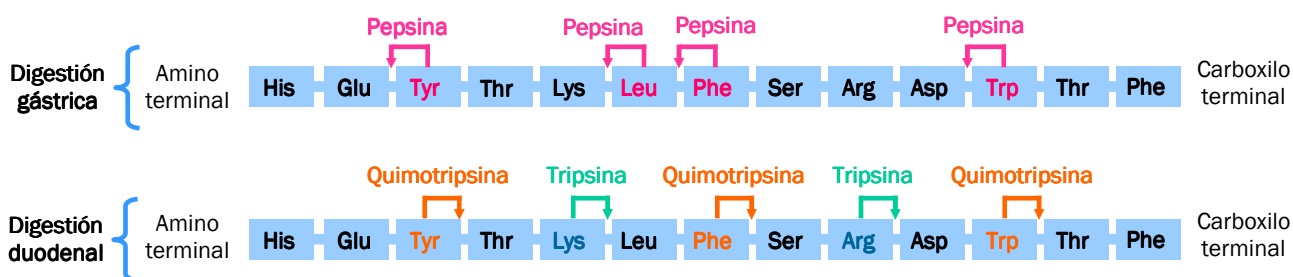 Pepsina Pepsina Pepsina Pepsina
Digestión gástrica
Amino terminal
His Glu Tyr Thr Lys Leu Phe Ser Arg Asp Trp Thr Phe
Carboxilo terminal
Quimotripsina Tripsina Quimotripsina Tripsina Quimotripsina
Digestión duodenal
Amino terminal
His Glu Tyr Thr Lys Leu Phe Ser Arg Asp Trp Thr Phe
Carboxilo terminal